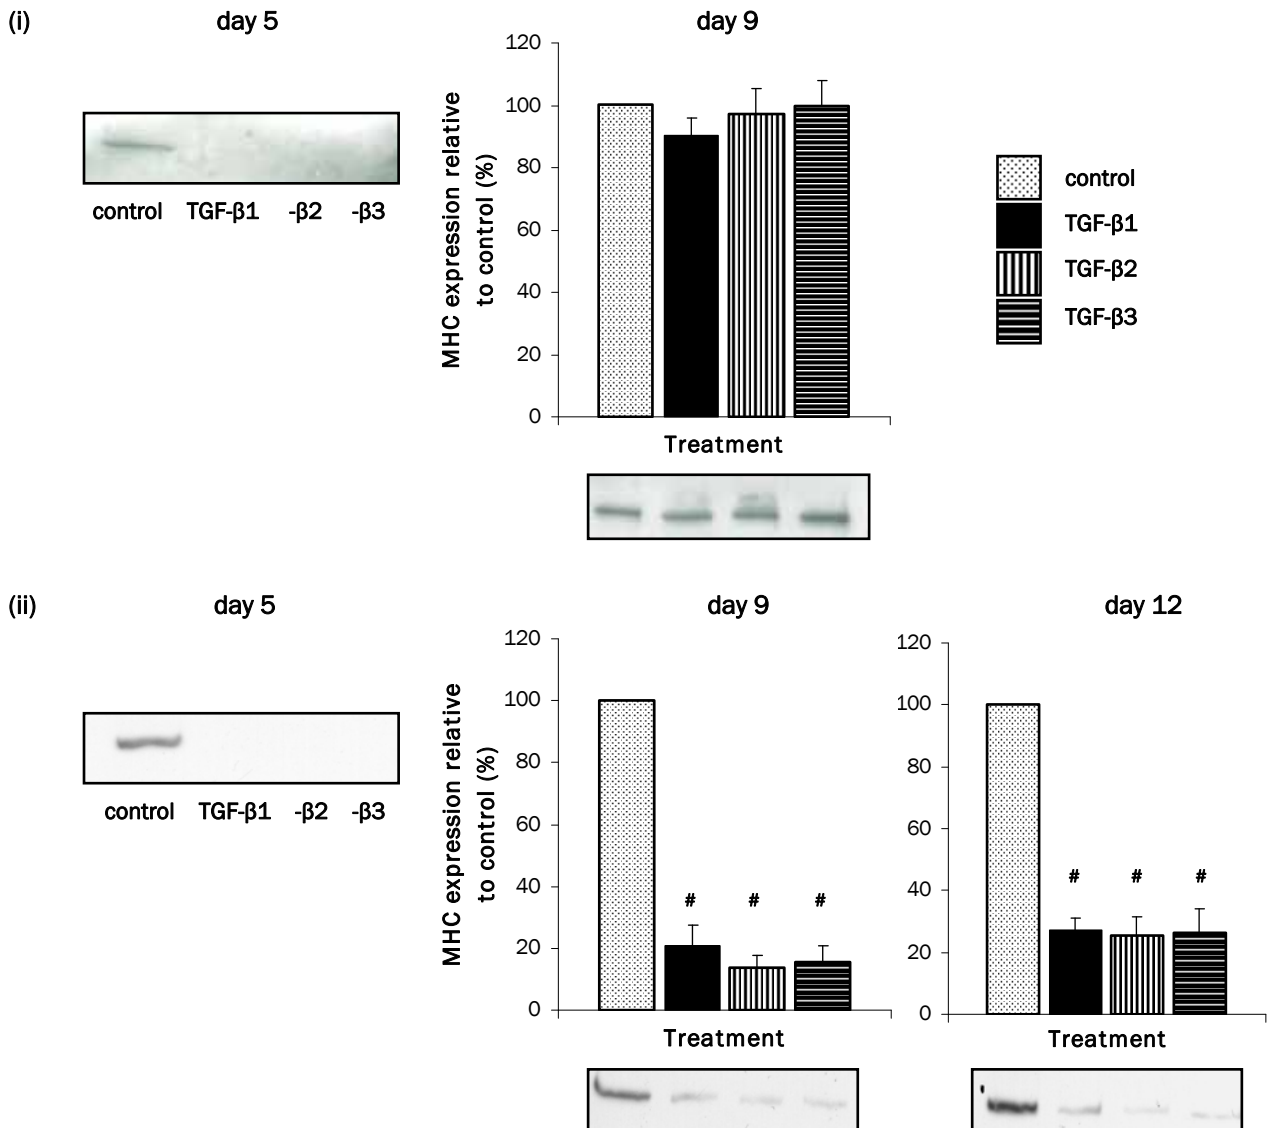 (i)
day 5
day 9
control TGF-β1 -β2 -β3
MHC expression relative
to control (%)
120
100
80
60
40
20
0
Treatment
control
TGF-β1
TGF-β2
TGF-β3
(ii)
day 5
day 9
day 12
control TGF-β1 -β2 -β3
MHC expression relative
to control (%)
120
100
80
60
40
20
0
# # #
Treatment
120
100
80
60
40
20
0
# # #
Treatment